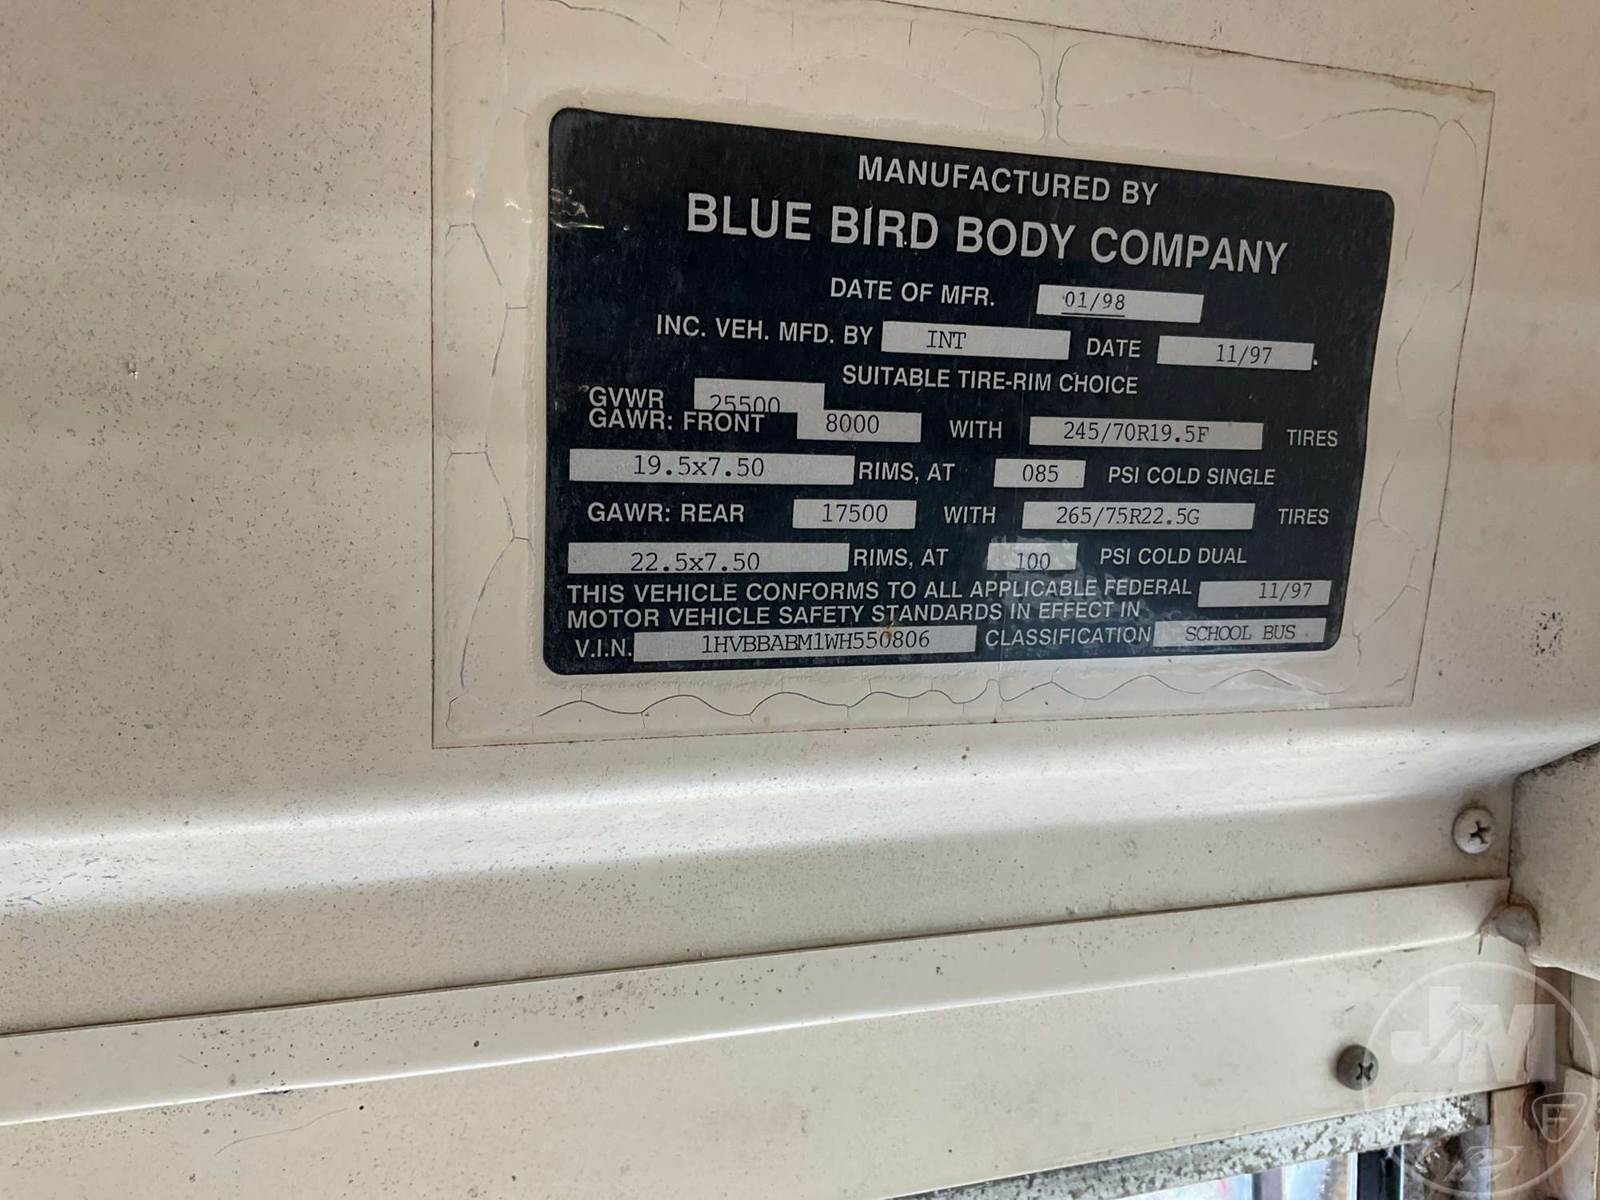 MANUFACTURED BY
BLUE BIRD BODY COMPANY
DATE OF MFR. 01/98
INC. VEH. MFD. BY INT DATE 11/97.
SUITABLE TIRE-RIM CHOICE
GVWR 25500
GAWR: FRONT 8000 WITH 245/70R19.5F TIRES
19.5x7.50 RIMS, AT 085 PSI COLD SINGLE
GAWR: REAR 17500 WITH 265/75R22.5G TIRES
22.5x7.50 RIMS, AT 100 PSI COLD DUAL
THIS VEHICLE CONFORMS TO ALL APPLICABLE FEDERAL 11/97
MOTOR VEHICLE SAFETY STANDARDS IN EFFECT IN
V.I.N. 1HVBBABM1WH550806 CLASSIFICATION SCHOOL BUS
JM